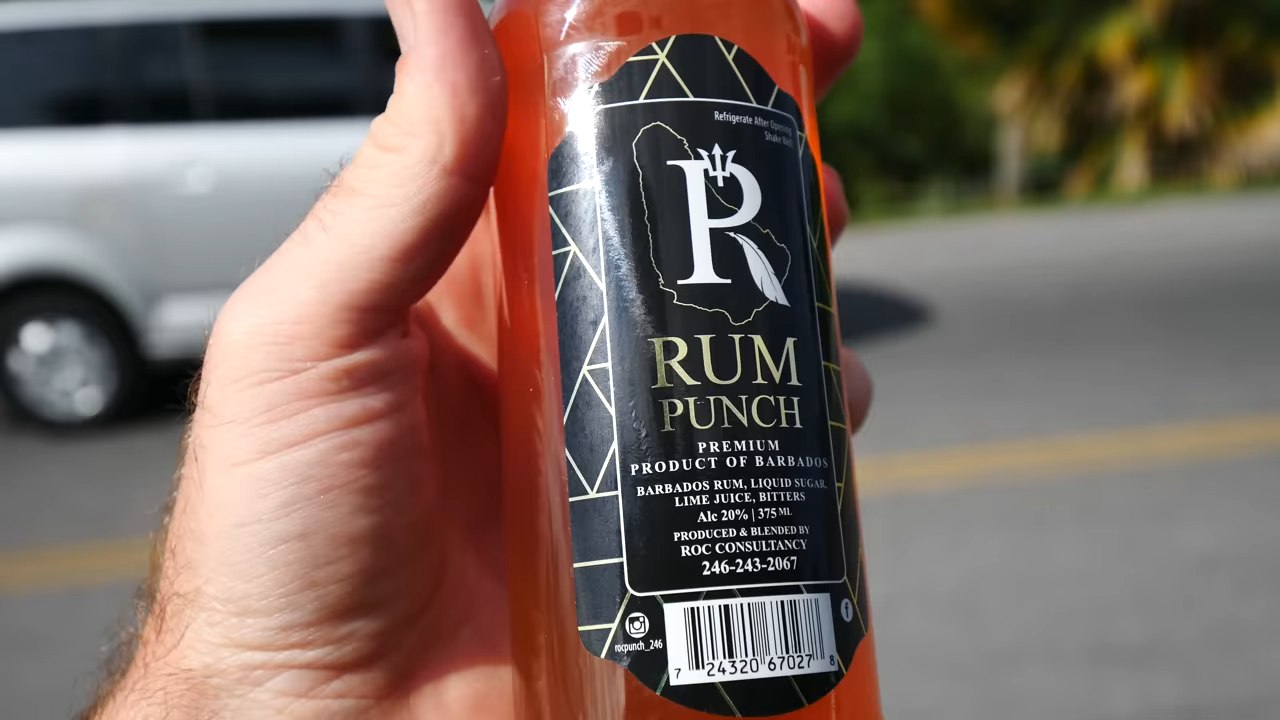 Refrigerate After Opening
Shake Well
R
RUM
PUNCH
PREMIUM
PRODUCT OF BARBADOS
BARBADOS RUM, LIQUID SUGAR,
LIME JUICE, BITTERS
Alc 20% | 375 ML
PRODUCED & BLENDED BY
ROC CONSULTANCY
246-243-2067
rocpunch_246
f
7 24320 67027 8